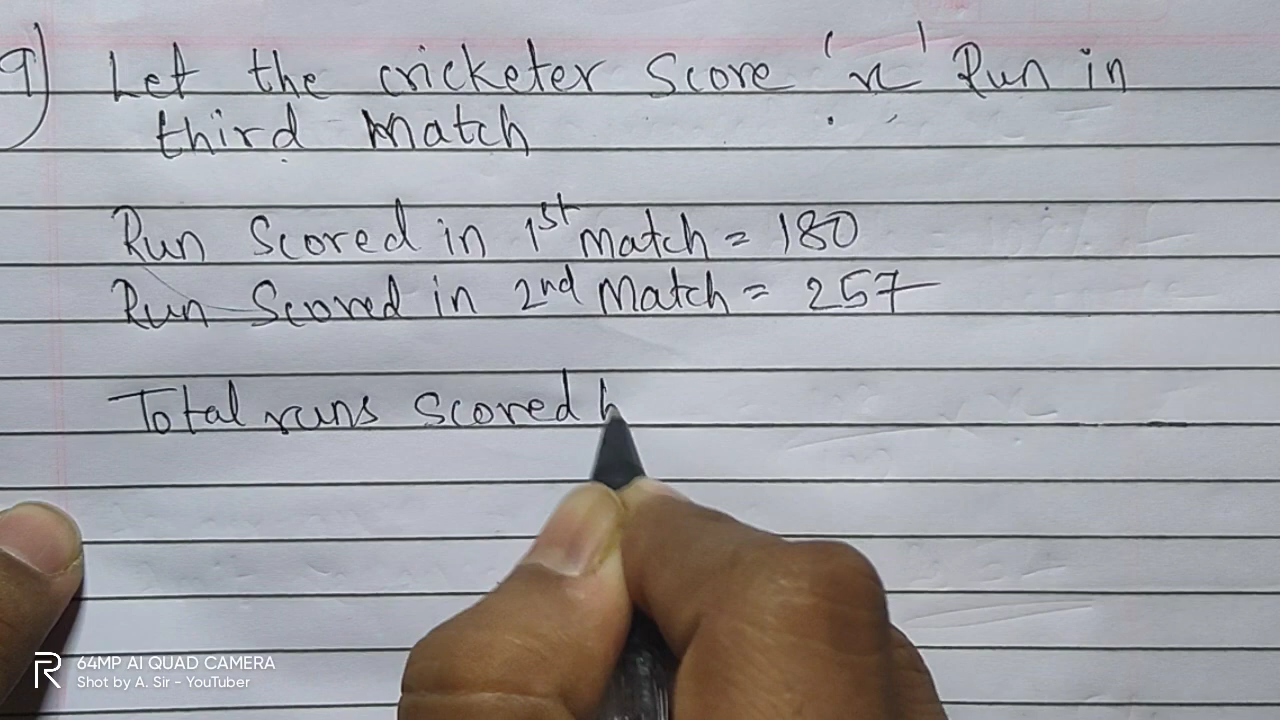 9) Let the cricketer Score 'x' Run in
third Match
Run Scored in 1st Match = 180
Run Scored in 2nd Match = 257
Total runs scored
64MP AI QUAD CAMERA
Shot by A. Sir - YouTuber